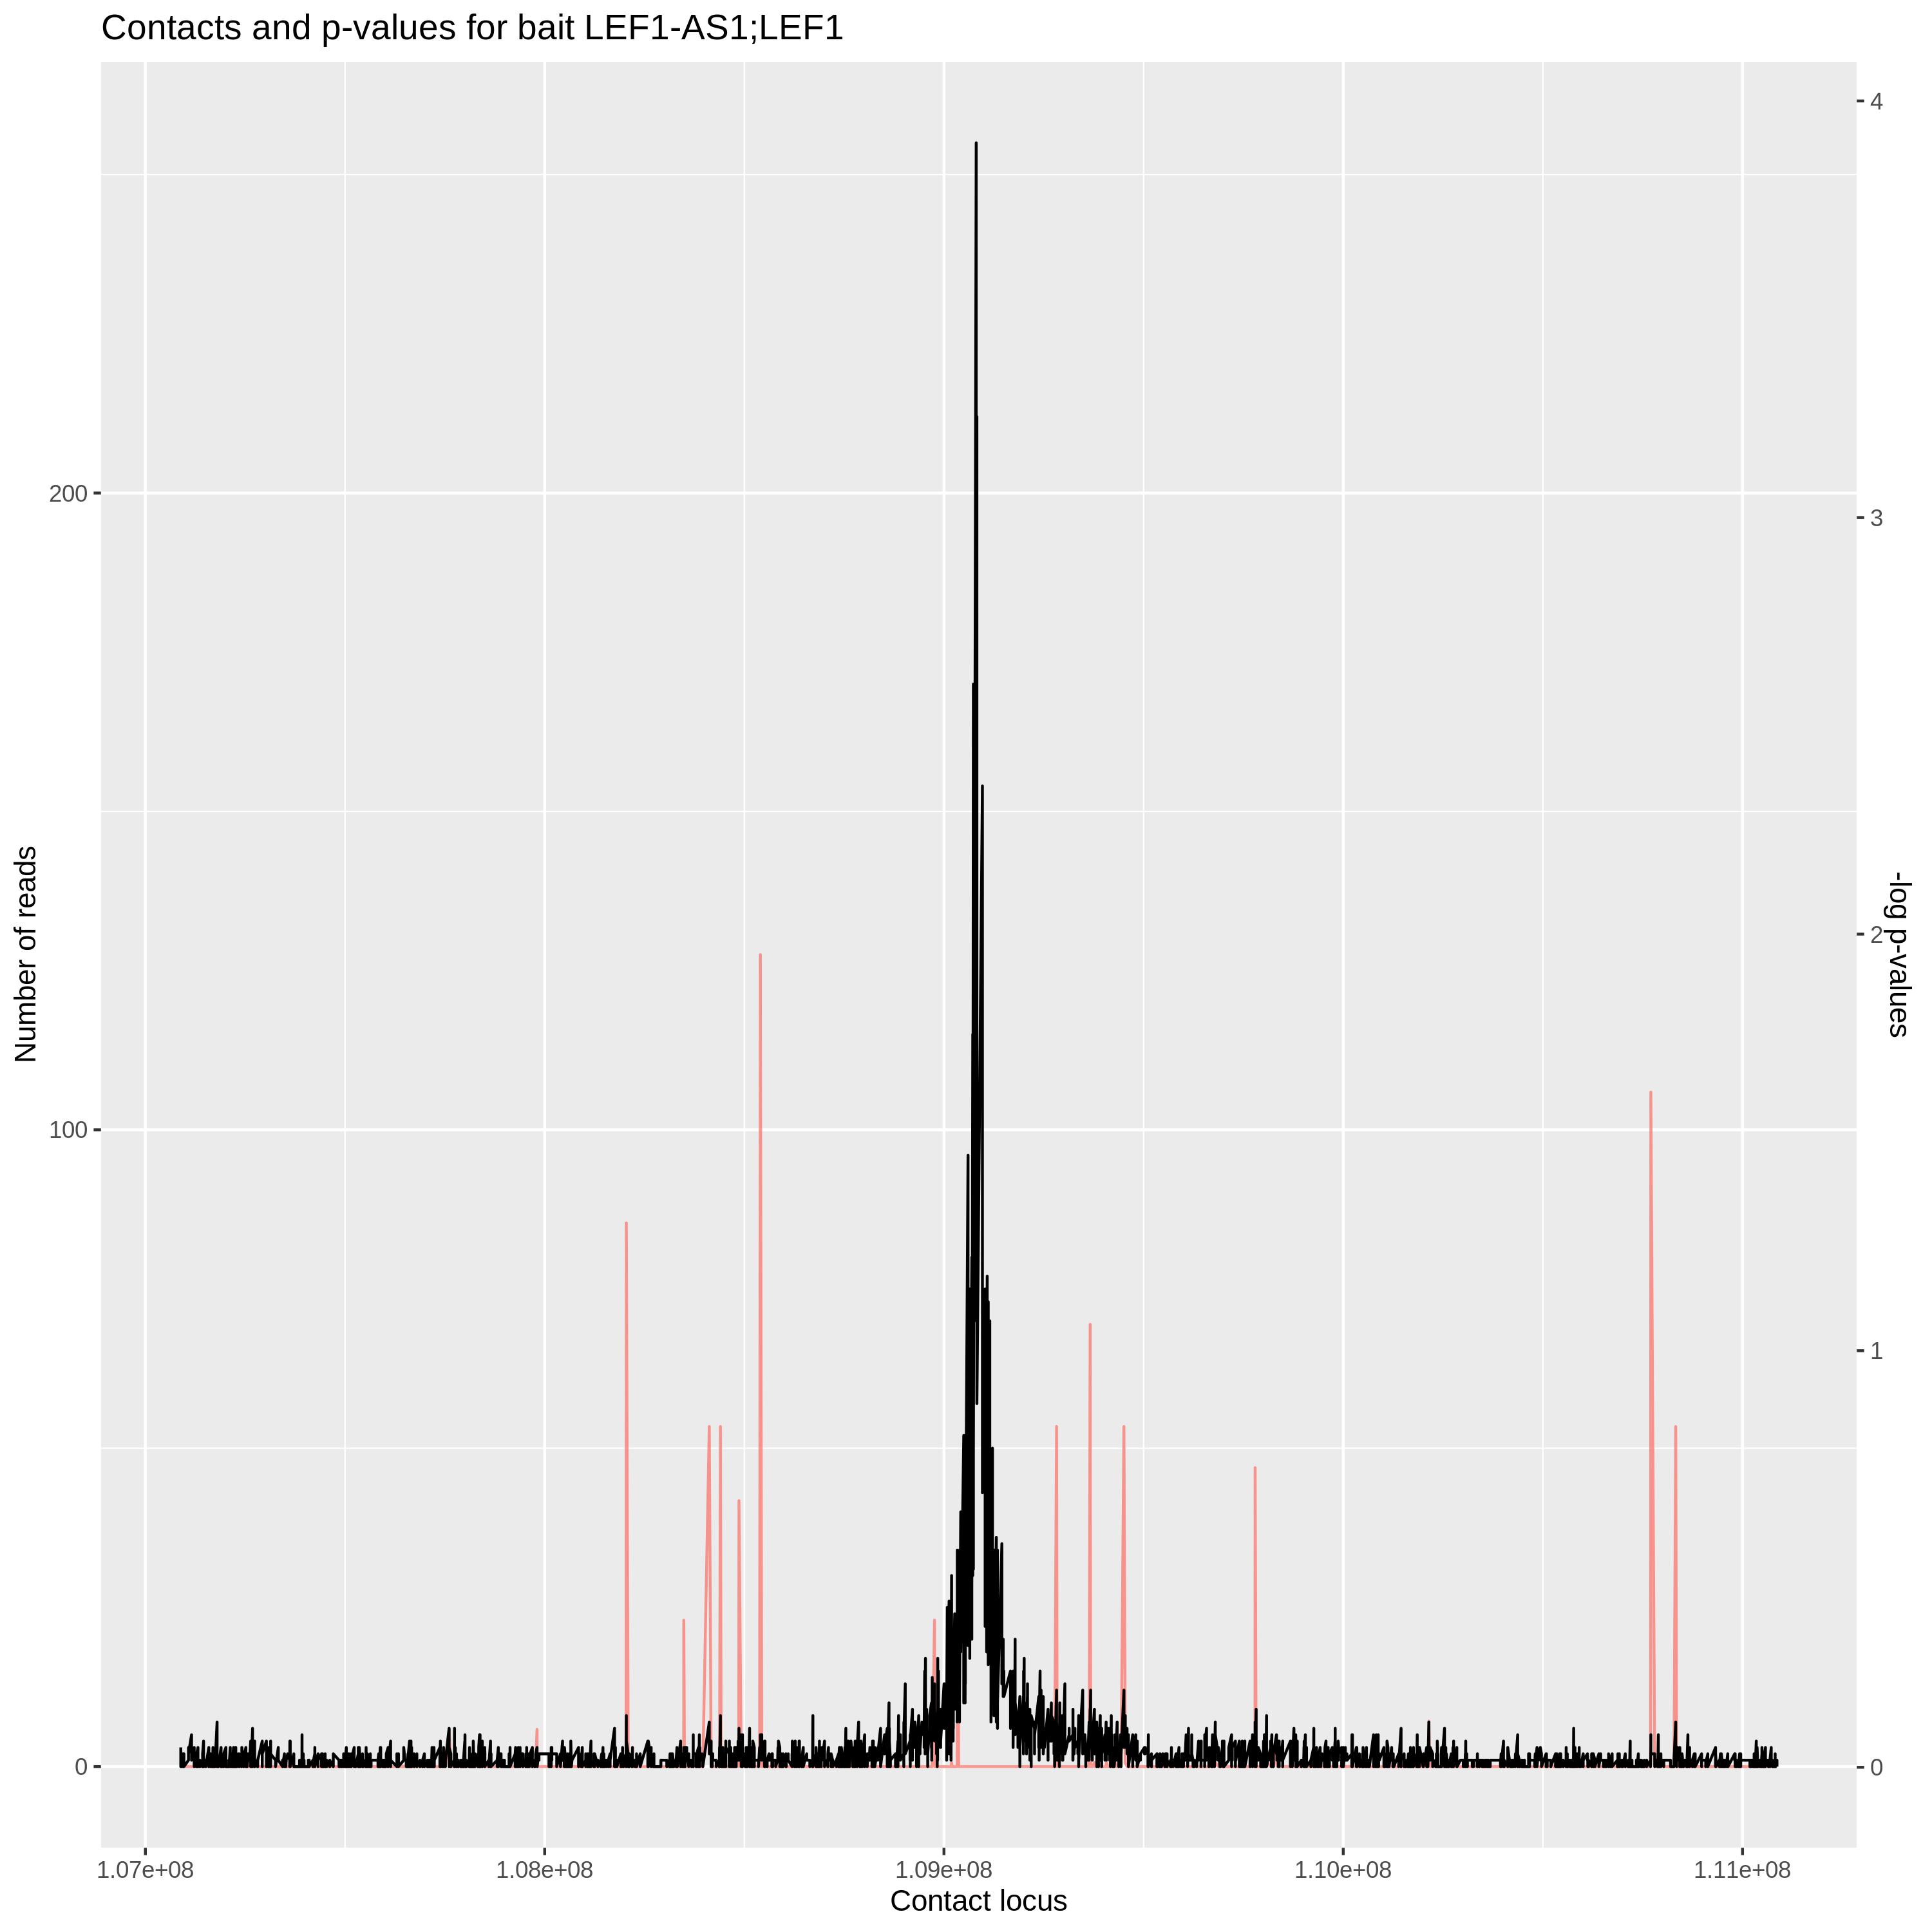 Contacts and p-values for bait LEF1-AS1;LEF1
Number of reads
200
100
0
4
3
2
1
0
-log p-values
1.07e+08
1.08e+08
1.09e+08
1.10e+08
1.11e+08
Contact locus